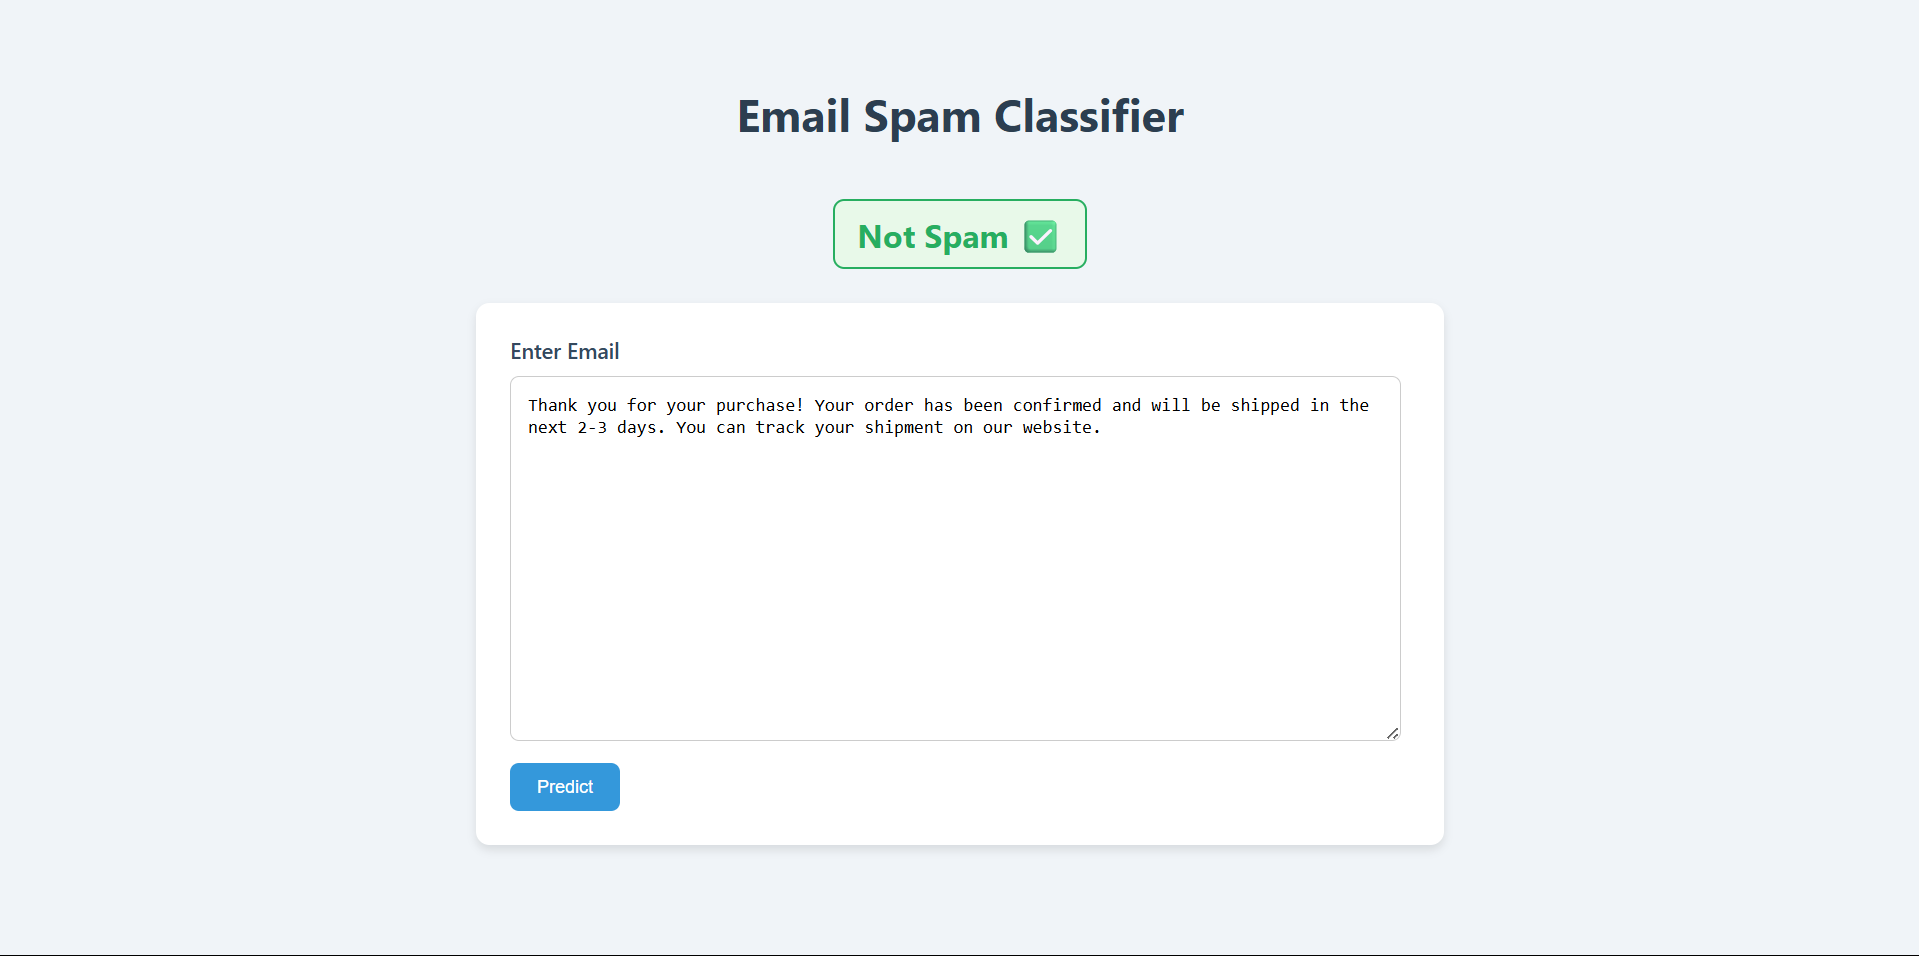 Email Spam Classifier
Not Spam ✅
Enter Email
Thank you for your purchase! Your order has been confirmed and will be shipped in the
next 2-3 days. You can track your shipment on our website.
Predict